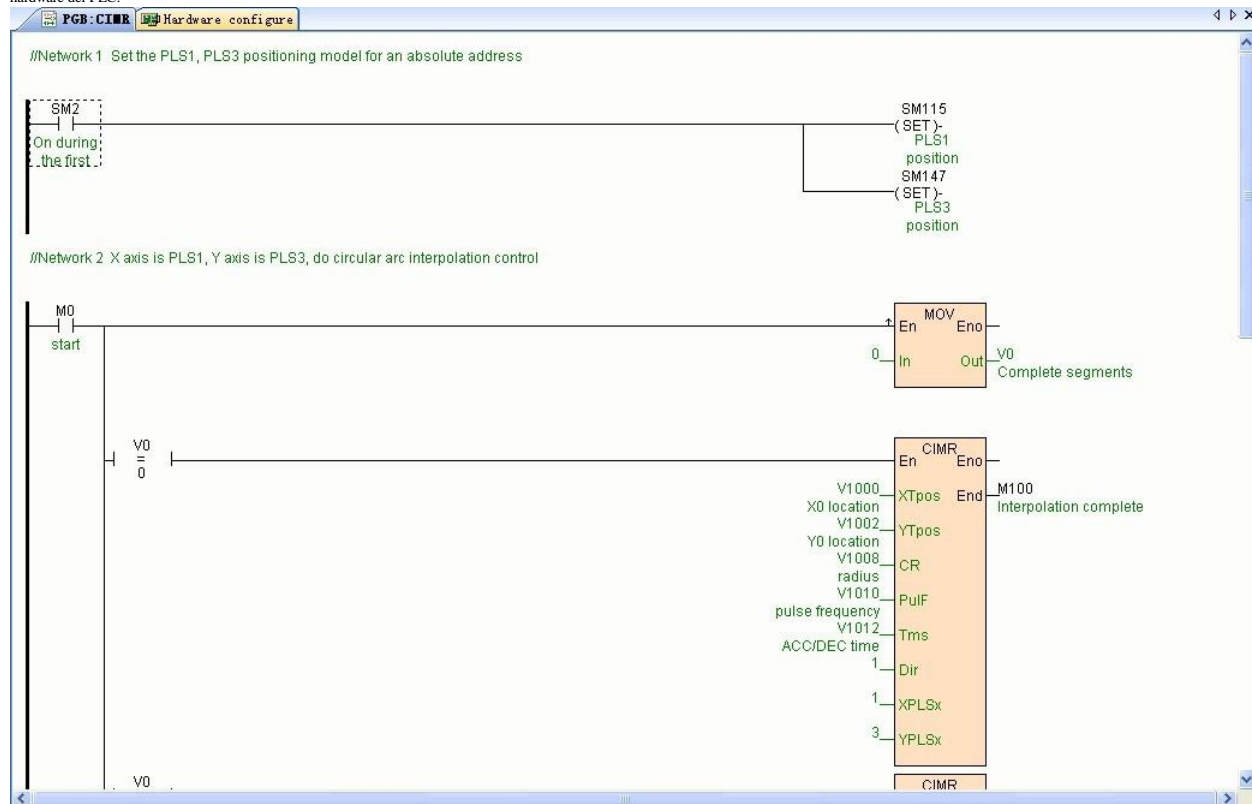 hardware del PLC.
PGB:CIMR Hardware configure
//Network 1 Set the PLS1, PLS3 positioning model for an absolute address
SM2
On during
the first
SM115
(SET)-
PLS1
position
SM147
(SET)-
PLS3
position
//Network 2 X axis is PLS1, Y axis is PLS3, do circular arc interpolation control
M0
start
MOV
En Eno
0 In Out V0
Complete segments
V0
=
0
CIMR
En Eno
V1000 XTpos End M100
X0 location Interpolation complete
V1002 YTpos
Y0 location
V1008 CR
radius
V1010 PulF
pulse frequency
V1012 Tms
ACC/DEC time
1 Dir
1 XPLSx
3 YPLSx
V0 CIMR